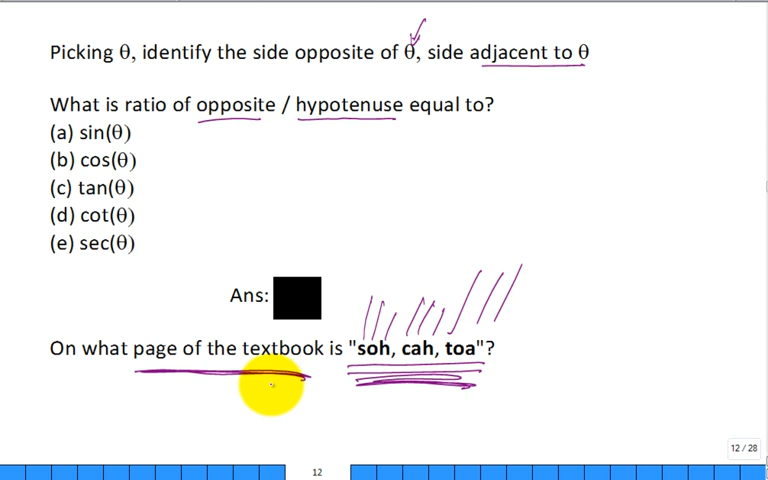 Picking θ, identify the side opposite of θ, side adjacent to θ
What is ratio of opposite / hypotenuse equal to?
(a) sin(θ)
(b) cos(θ)
(c) tan(θ)
(d) cot(θ)
(e) sec(θ)
Ans:
On what page of the textbook is "soh, cah, toa"?
12 / 28
12